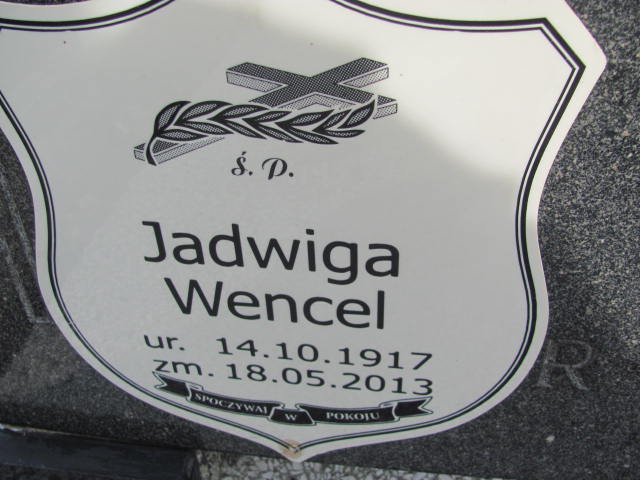 ś. p.
Jadwiga
Wencel
ur. 14.10.1917
zm. 18.05.2013
SPOCZYWAJ W POKOJU
R